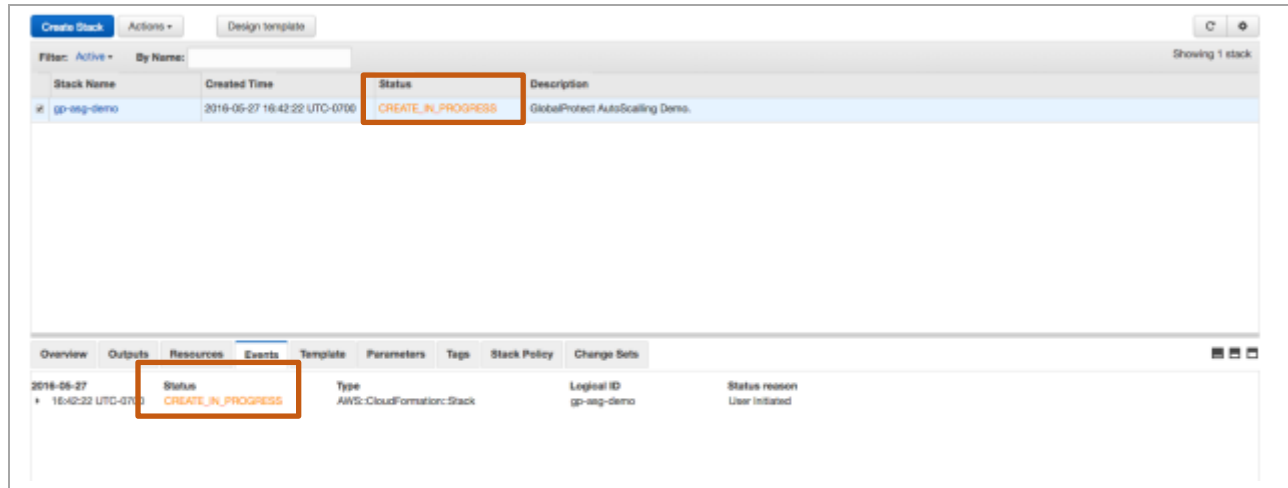 Create Stack Actions Design template
Filter: Active By Name: Showing 1 stack
Stack Name Created Time Status Description
gp-asg-demo 2016-05-27 16:42:22 UTC-0700 CREATE_IN_PROGRESS GlobalProtect AutoScalling Demo.
Overview Outputs Resources Events Template Parameters Tags Stack Policy Change Sets
2016-05-27 Status Type Logical ID Status reason
16:42:22 UTC-0700 CREATE_IN_PROGRESS AWS::CloudFormation::Stack gp-asg-demo User Initiated